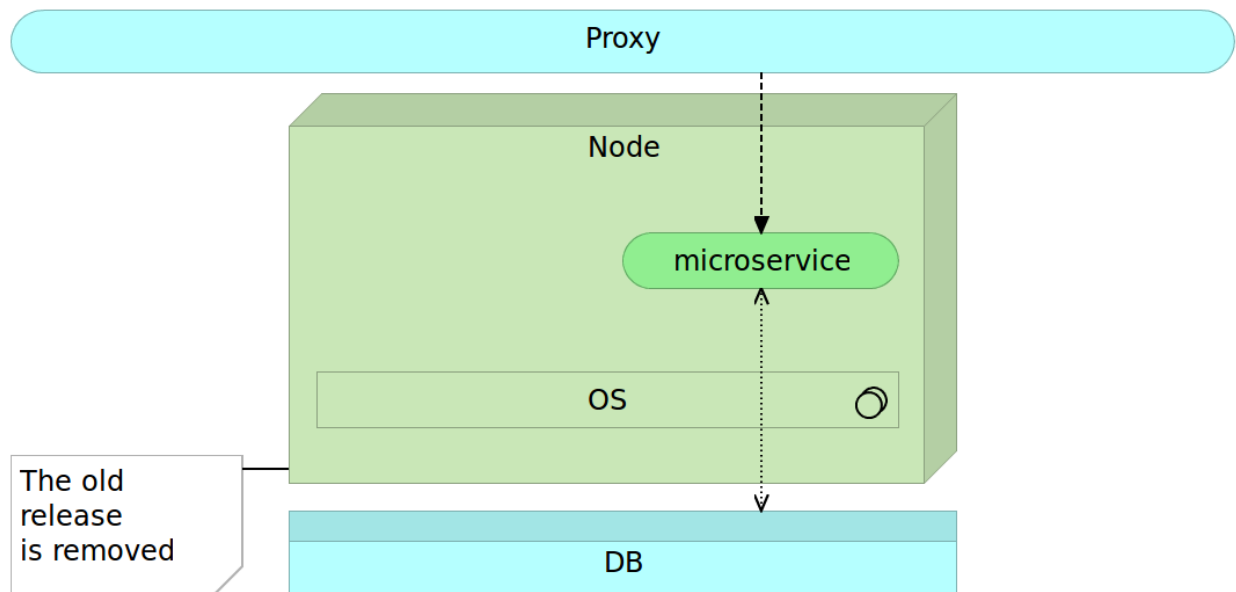 Proxy
Node
microservice
OS
The old
release
is removed
DB